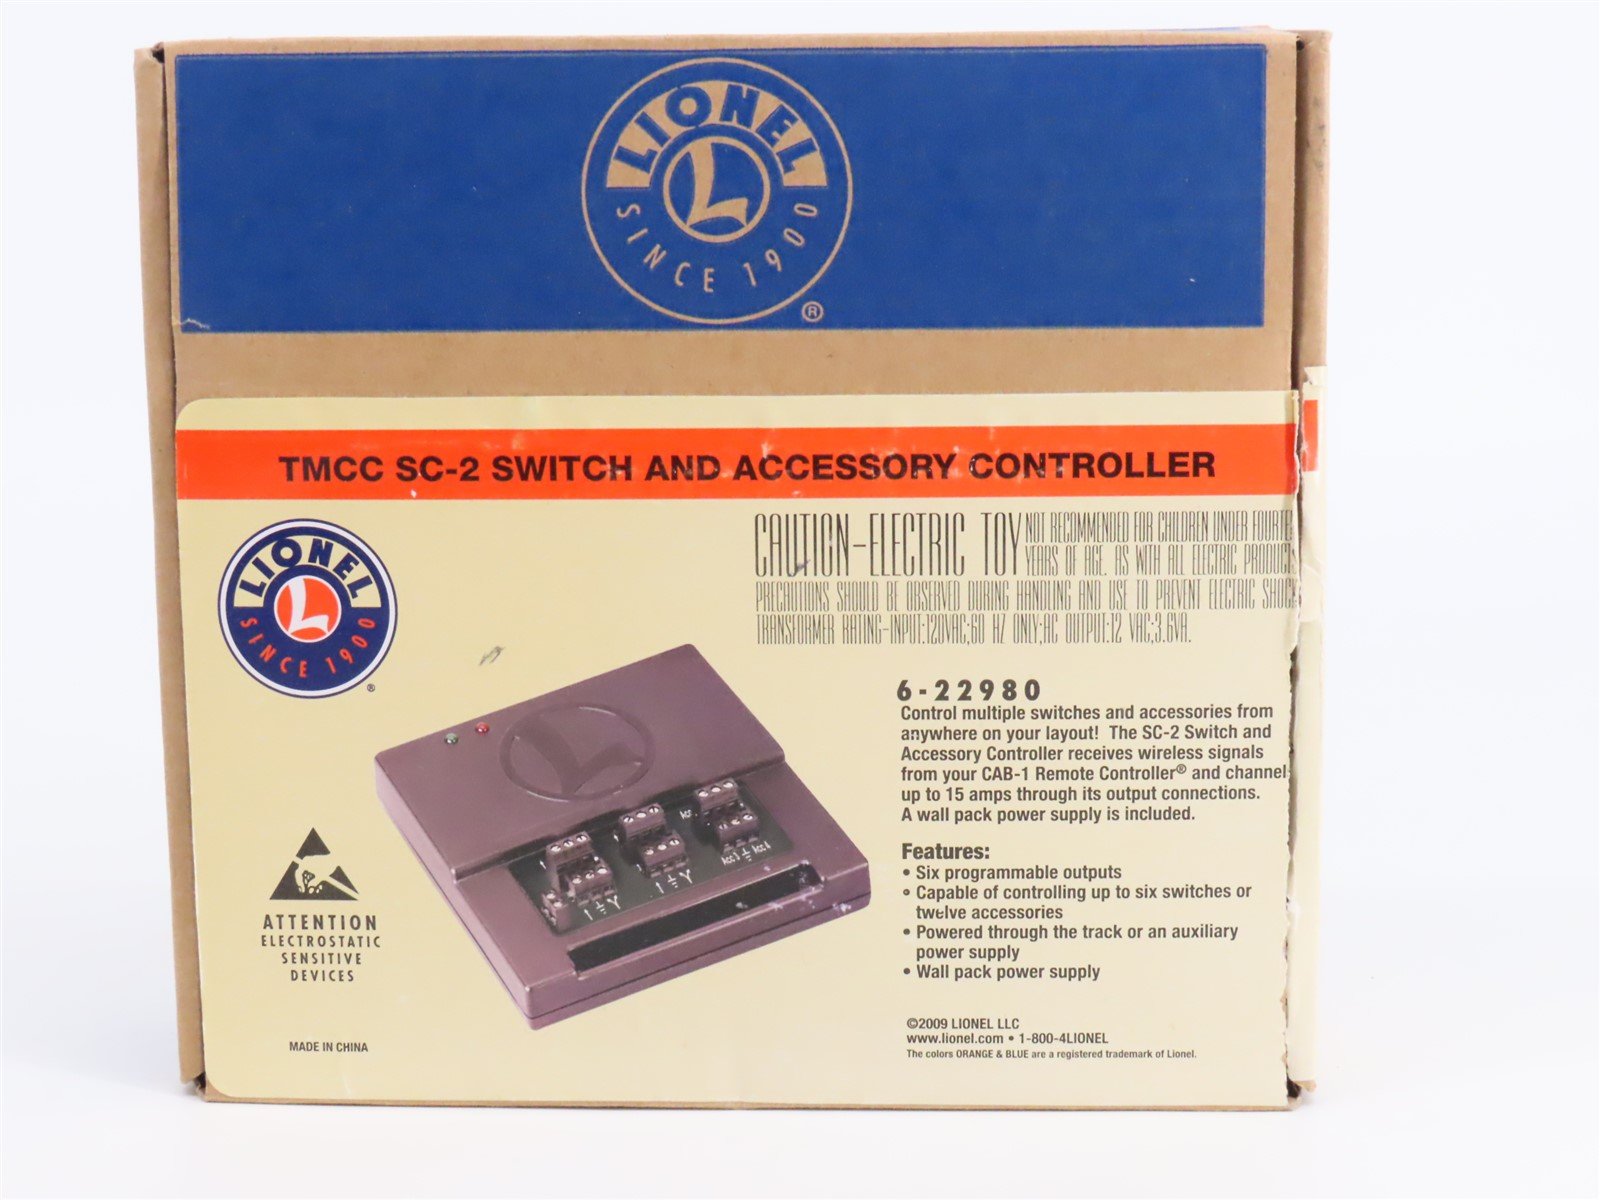 LIONEL
L
SINCE 1900
®
TMCC SC-2 SWITCH AND ACCESSORY CONTROLLER
LIONEL
L
SINCE 1900
®
CAUTION-ELECTRIC TOY NOT RECOMMENDED FOR CHILDREN UNDER
YEARS OF AGE. AS WITH ALL ELECTRIC
PRECAUTIONS SHOULD BE OBSERVED DURING HANDLING AND USE TO PREVENT ELECTRIC
TRANSFORMER RATING-INPUT:120VAC;60 HZ ONLY;AC OUTPUT:12 VAC;3.6VA.
6-22980
Control multiple switches and accessories from
anywhere on your layout! The SC-2 Switch and
Accessory Controller receives wireless signals
from your CAB-1 Remote Controller® and channel
up to 15 amps through its output connections.
A wall pack power supply is included.
Features:
• Six programmable outputs
• Capable of controlling up to six switches or
twelve accessories
• Powered through the track or an auxiliary
power supply
• Wall pack power supply
L
ATTENTION
ELECTROSTATIC
SENSITIVE
DEVICES
MADE IN CHINA
©2009 LIONEL LLC
www.lionel.com • 1-800-4LIONEL
The colors ORANGE & BLUE are a registered trademark of Lionel.